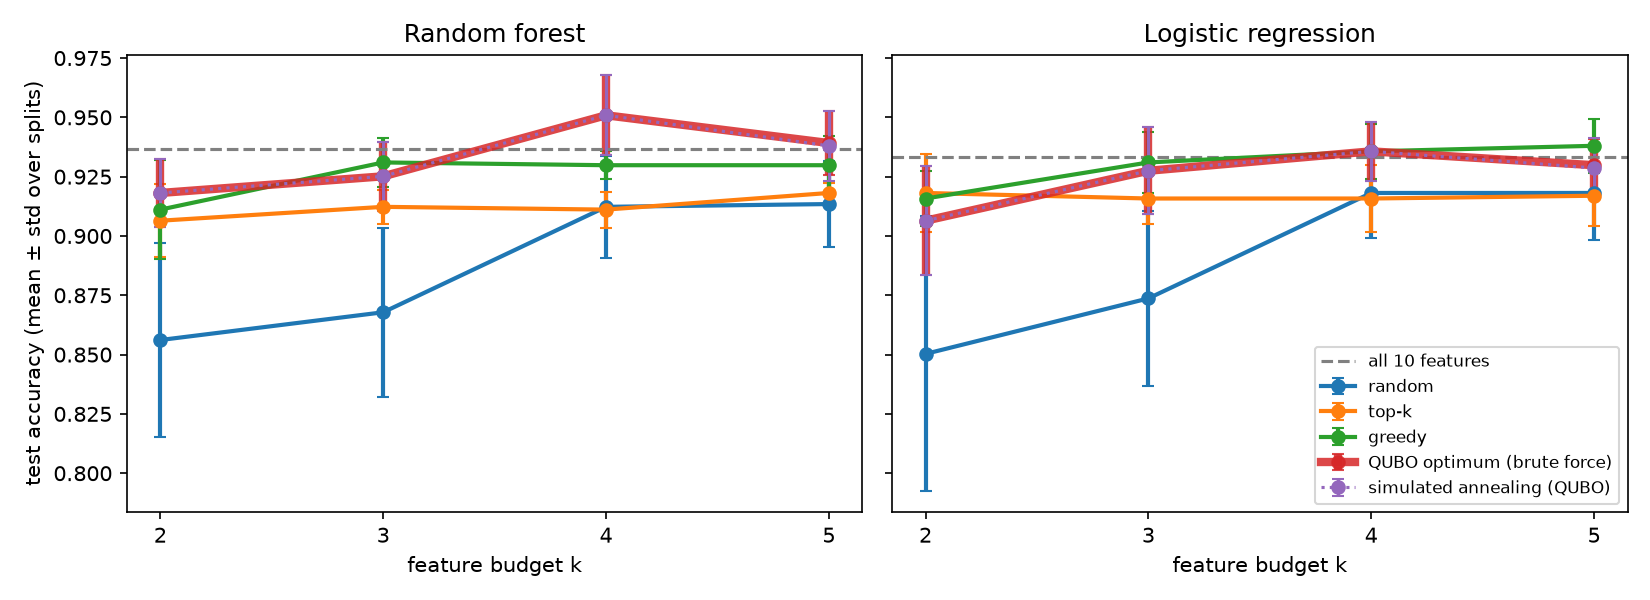 Random forest
Logistic regression
test accuracy (mean ± std over splits)
0.975
0.950
0.925
0.900
0.875
0.850
0.825
0.800
2 3 4 5
feature budget k
2 3 4 5
feature budget k
all 10 features
random
top-k
greedy
QUBO optimum (brute force)
simulated annealing (QUBO)